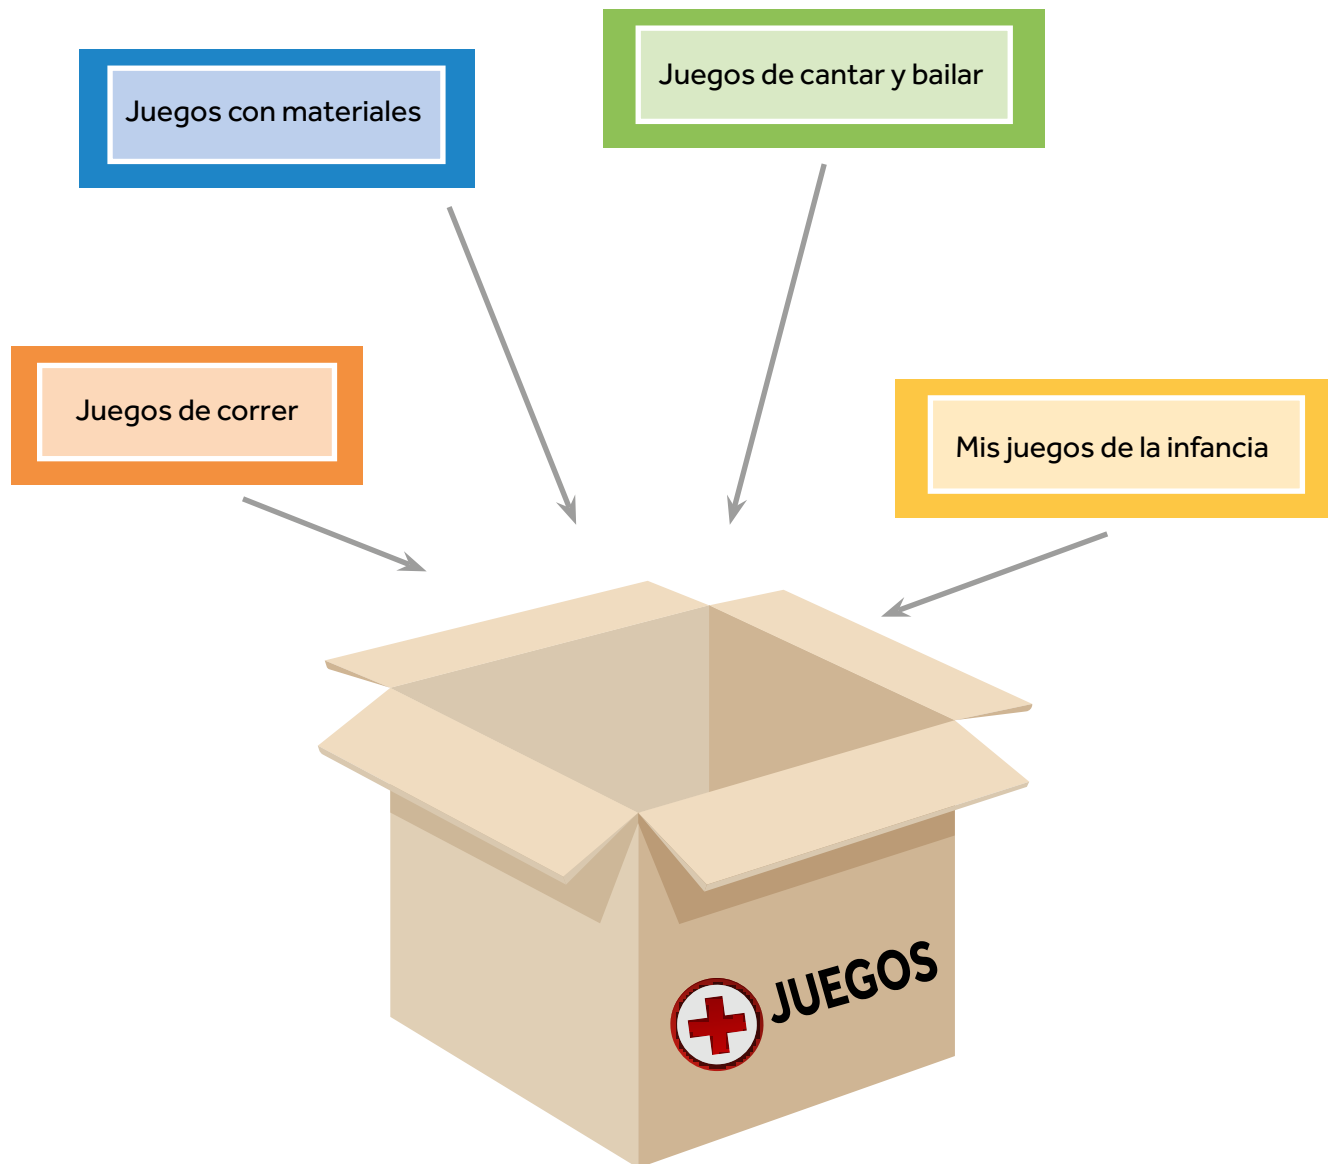 Juegos de cantar y bailar
Juegos con materiales
Juegos de correr
Mis juegos de la infancia
JUEGOS